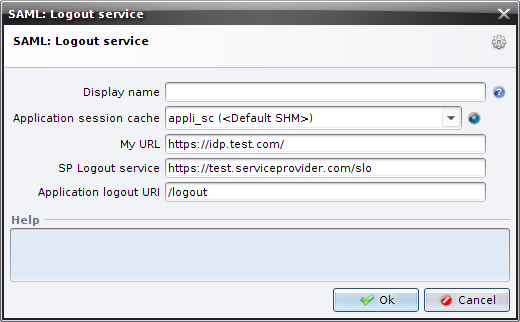 SAML: Logout service
SAML: Logout service
Display name
Application session cache appli_sc (<Default SHM>)
My URL https://idp.test.com/
SP Logout service https://test.serviceprovider.com/slo
Application logout URI /logout
Help
Ok Cancel